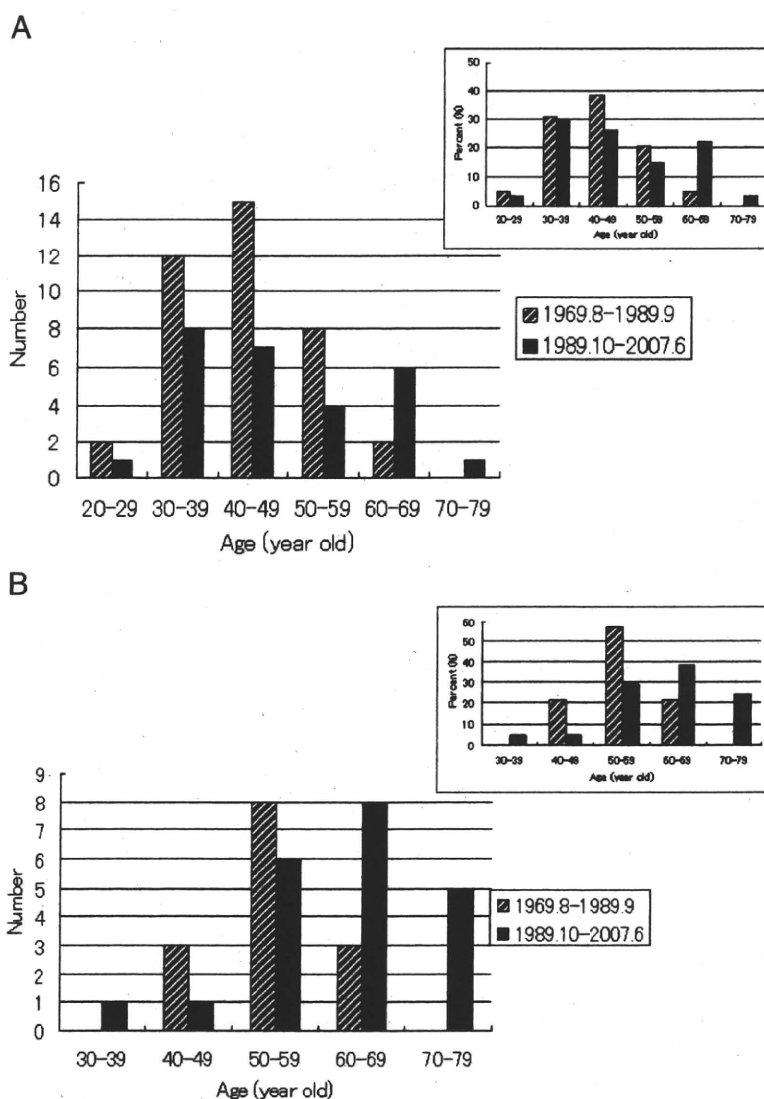 A
50
40
30
20
10
0
Percent (%)
20-29 30-39 40-49 50-59 60-69 70-79
Age (year old)
16
14
12
10
8
6
4
2
0
Number
20-29 30-39 40-49 50-59 60-69 70-79
Age (year old)
1969.8-1989.9
1989.10-2007.6
B
60
50
40
30
20
10
0
Percent (%)
30-39 40-49 50-59 60-69 70-79
Age (year old)
9
8
7
6
5
4
3
2
1
0
Number
30-39 40-49 50-59 60-69 70-79
Age (year old)
1969.8-1989.9
1989.10-2007.6